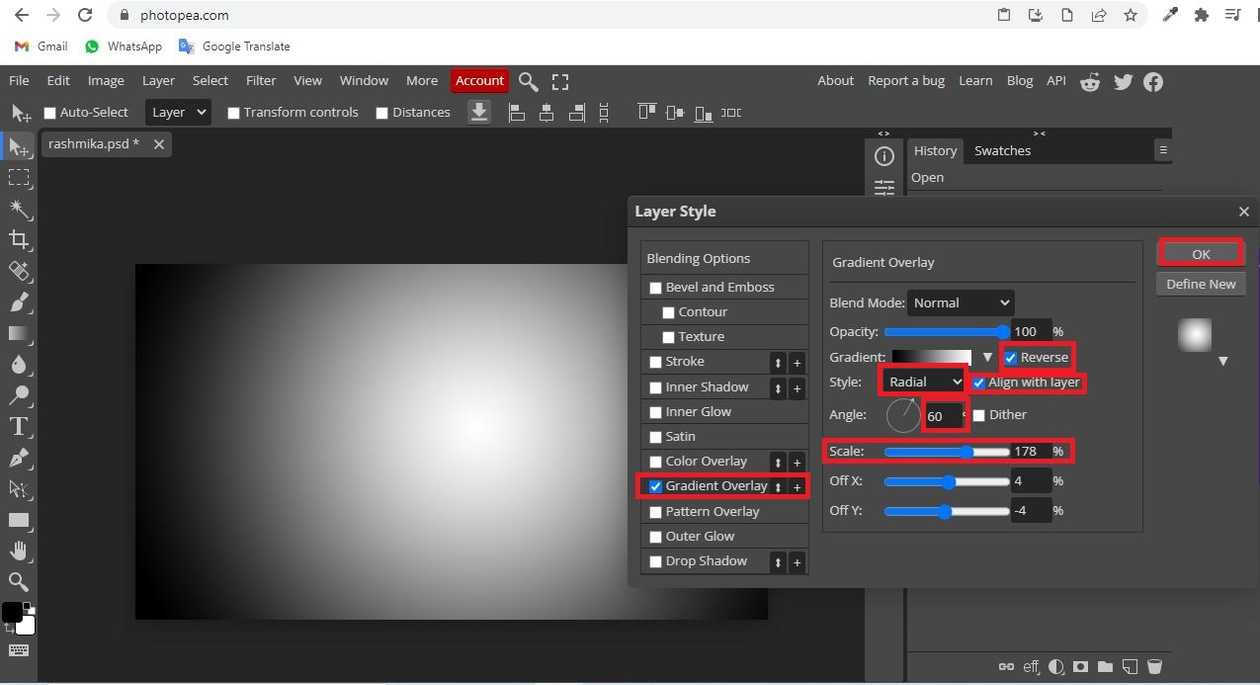 photopea.com
Gmail WhatsApp Google Translate
File Edit Image Layer Select Filter View Window More Account About Report a bug Learn Blog API
Auto-Select Layer Transform controls Distances
rashmika.psd *
History Swatches
Open
Layer Style
Blending Options
Bevel and Emboss
Contour
Texture
Stroke +
Inner Shadow +
Inner Glow
Satin
Color Overlay +
Gradient Overlay +
Pattern Overlay
Outer Glow
Drop Shadow +
Gradient Overlay
Blend Mode: Normal
Opacity: 100 %
Gradient: Reverse
Style: Radial Align with layer
Angle: 60 ° Dither
Scale: 178 %
Off X: 4 %
Off Y: -4 %
OK
Define New
eff